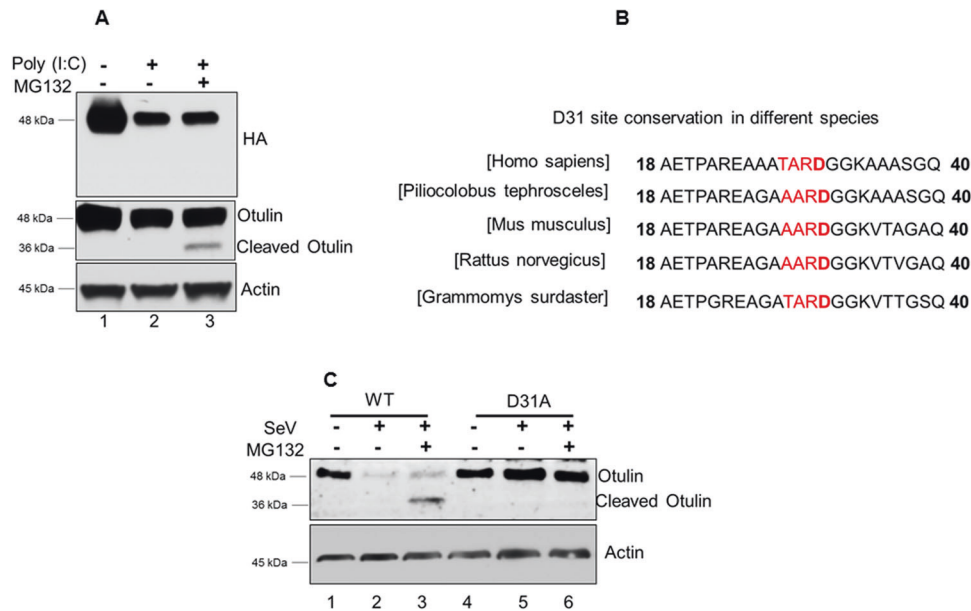 A
Poly (I:C) - + +
MG132 - - +
48 kDa
HA
48 kDa
Otulin
36 kDa
Cleaved Otulin
45 kDa
Actin
1 2 3
B
D31 site conservation in different species
[Homo sapiens] 18 AETPAREAAATARDGGKAAASGQ 40
[Piliocolobus tephrosceles] 18 AETPAREAGAAARDGGKAAASGQ 40
[Mus musculus] 18 AETPAREAGAAARDGGKVTAGAQ 40
[Rattus norvegicus] 18 AETPAREAGAAARDGGKVTVGAQ 40
[Grammomys surdaster] 18 AETPGREAGATARDGGKVTTGSQ 40
C
WT D31A
SeV - + + - + +
MG132 - - + - - +
48 kDa
Otulin
36 kDa
Cleaved Otulin
45 kDa
Actin
1 2 3 4 5 6